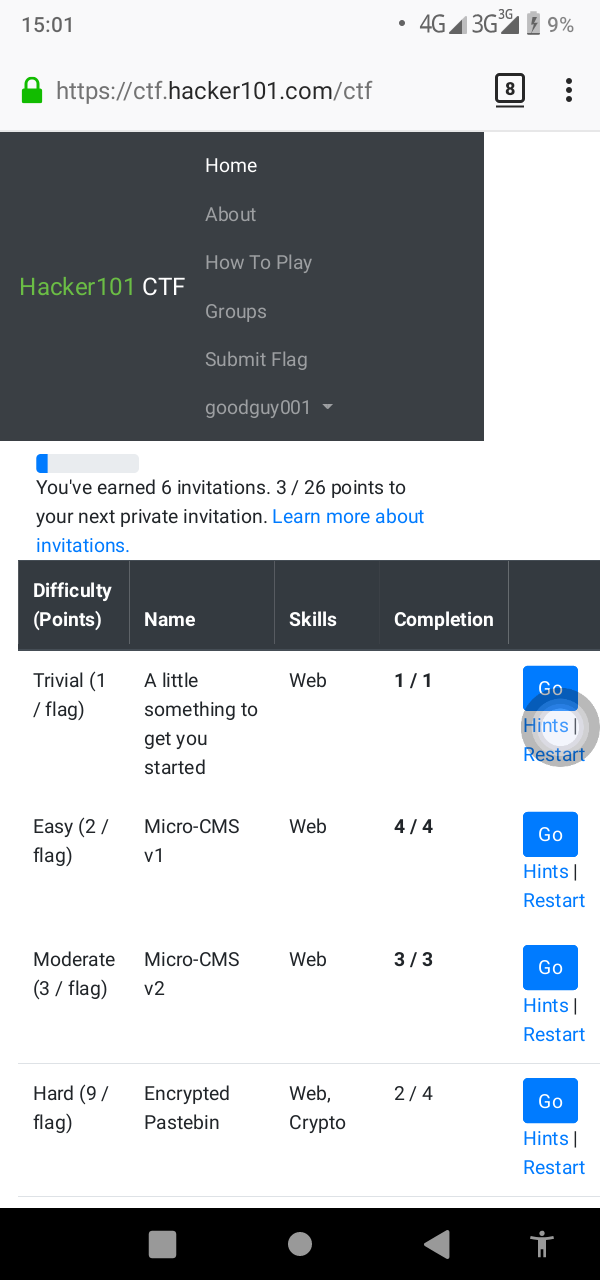 15:01
4G 3G 3G 9%
https://ctf.hacker101.com/ctf
8
Home
About
How To Play
Hacker101 CTF
Groups
Submit Flag
goodguy001
You've earned 6 invitations. 3 / 26 points to
your next private invitation. Learn more about
invitations.
Difficulty
(Points) Name Skills Completion
Trivial (1 A little Web 1 / 1 Go
/ flag) something to Hints |
get you Restart
started
Easy (2 / Micro-CMS Web 4 / 4 Go
flag) v1 Hints |
Restart
Moderate Micro-CMS Web 3 / 3 Go
(3 / flag) v2 Hints |
Restart
Hard (9 / Encrypted Web, 2 / 4 Go
flag) Pastebin Crypto Hints |
Restart